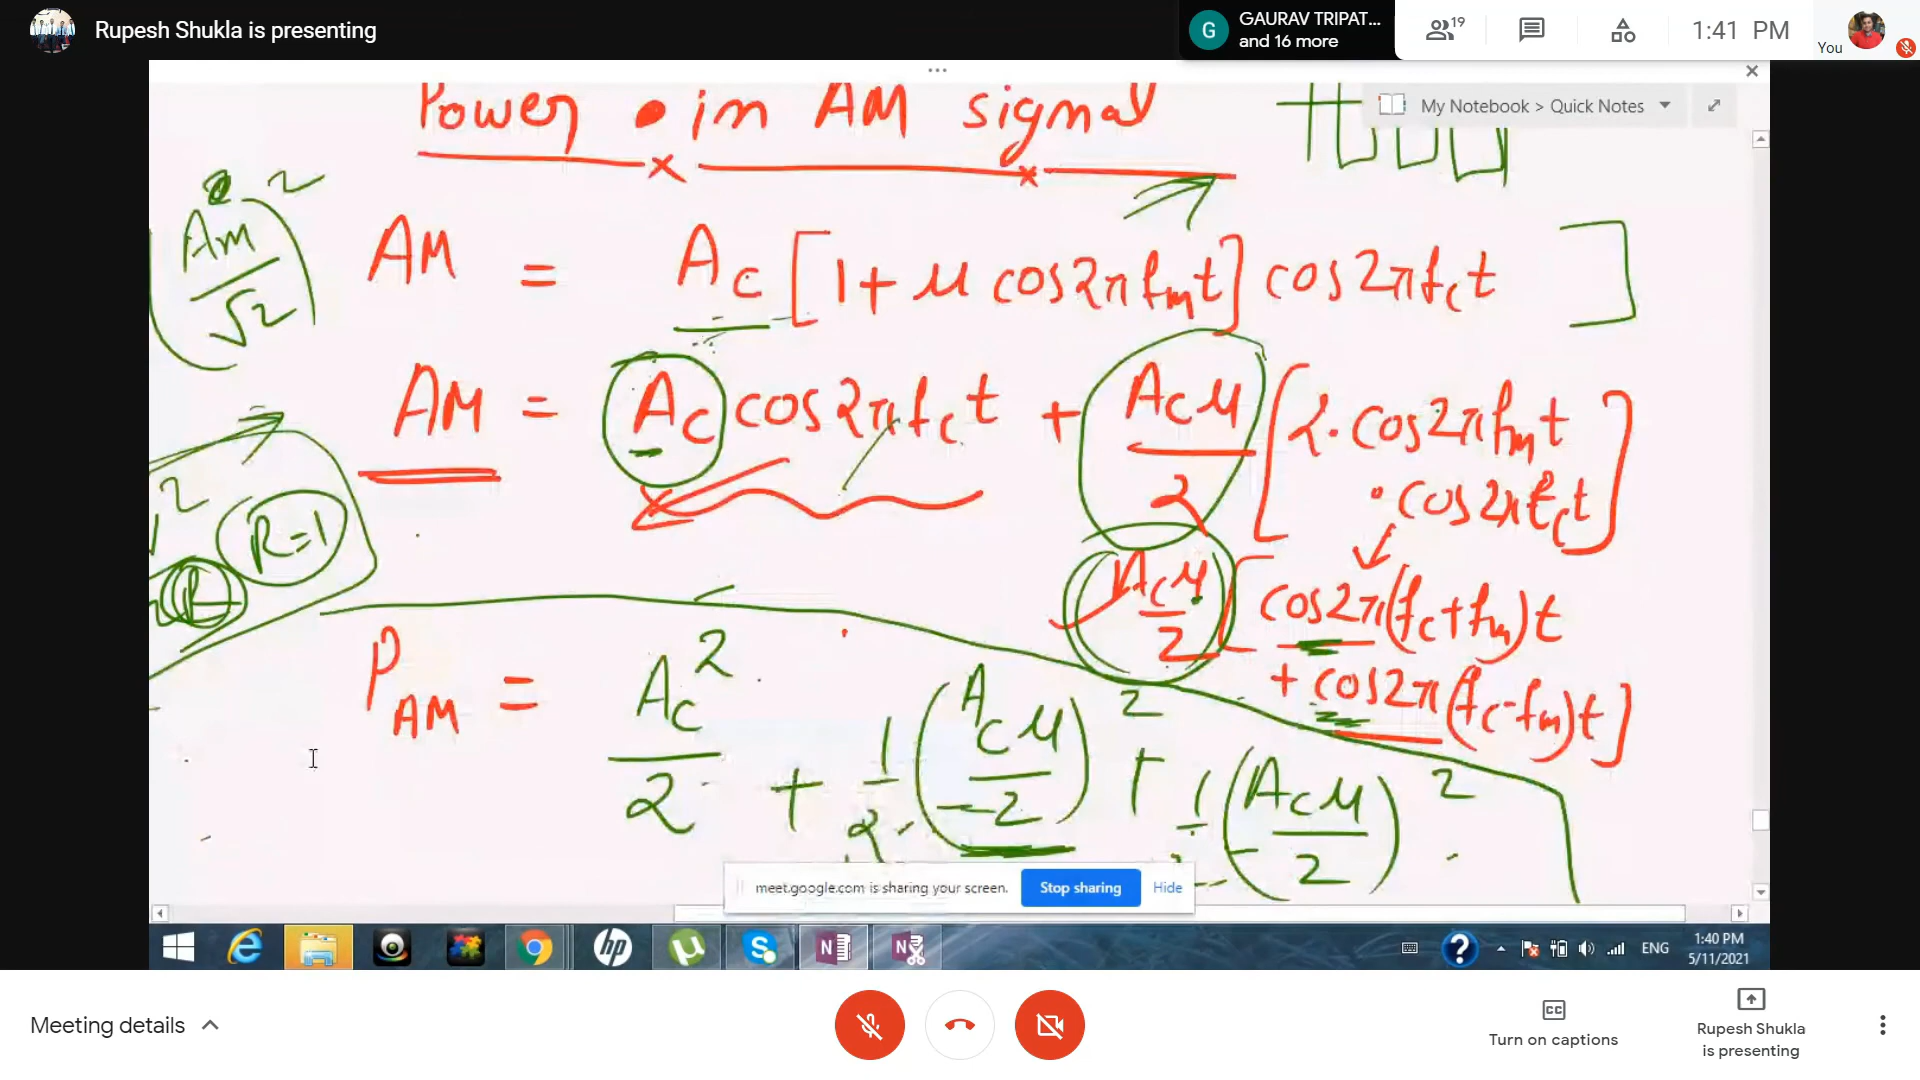 Rupesh Shukla is presenting
GAURAV TRIPAT...
and 16 more
G
19
1:41 PM
You
My Notebook > Quick Notes
Power in AM signal
(Am/√2)²
AM = Ac [1 + μ cos2πfmt] cos2πfct
AM = Ac cos2πfct + Acμ/2 [2·cos2πfmt
·cos2πfct]
R=1
R
Acμ/2 [cos2π(fc+fm)t
+ cos2π(fc-fm)t]
PAM = Ac²/2 + 1/2 (Acμ/2)² + 1/2 (Acμ/2)²
meet.google.com is sharing your screen.
Stop sharing
Hide
hp
ENG
1:40 PM
5/11/2021
Meeting details
Turn on captions
Rupesh Shukla
is presenting